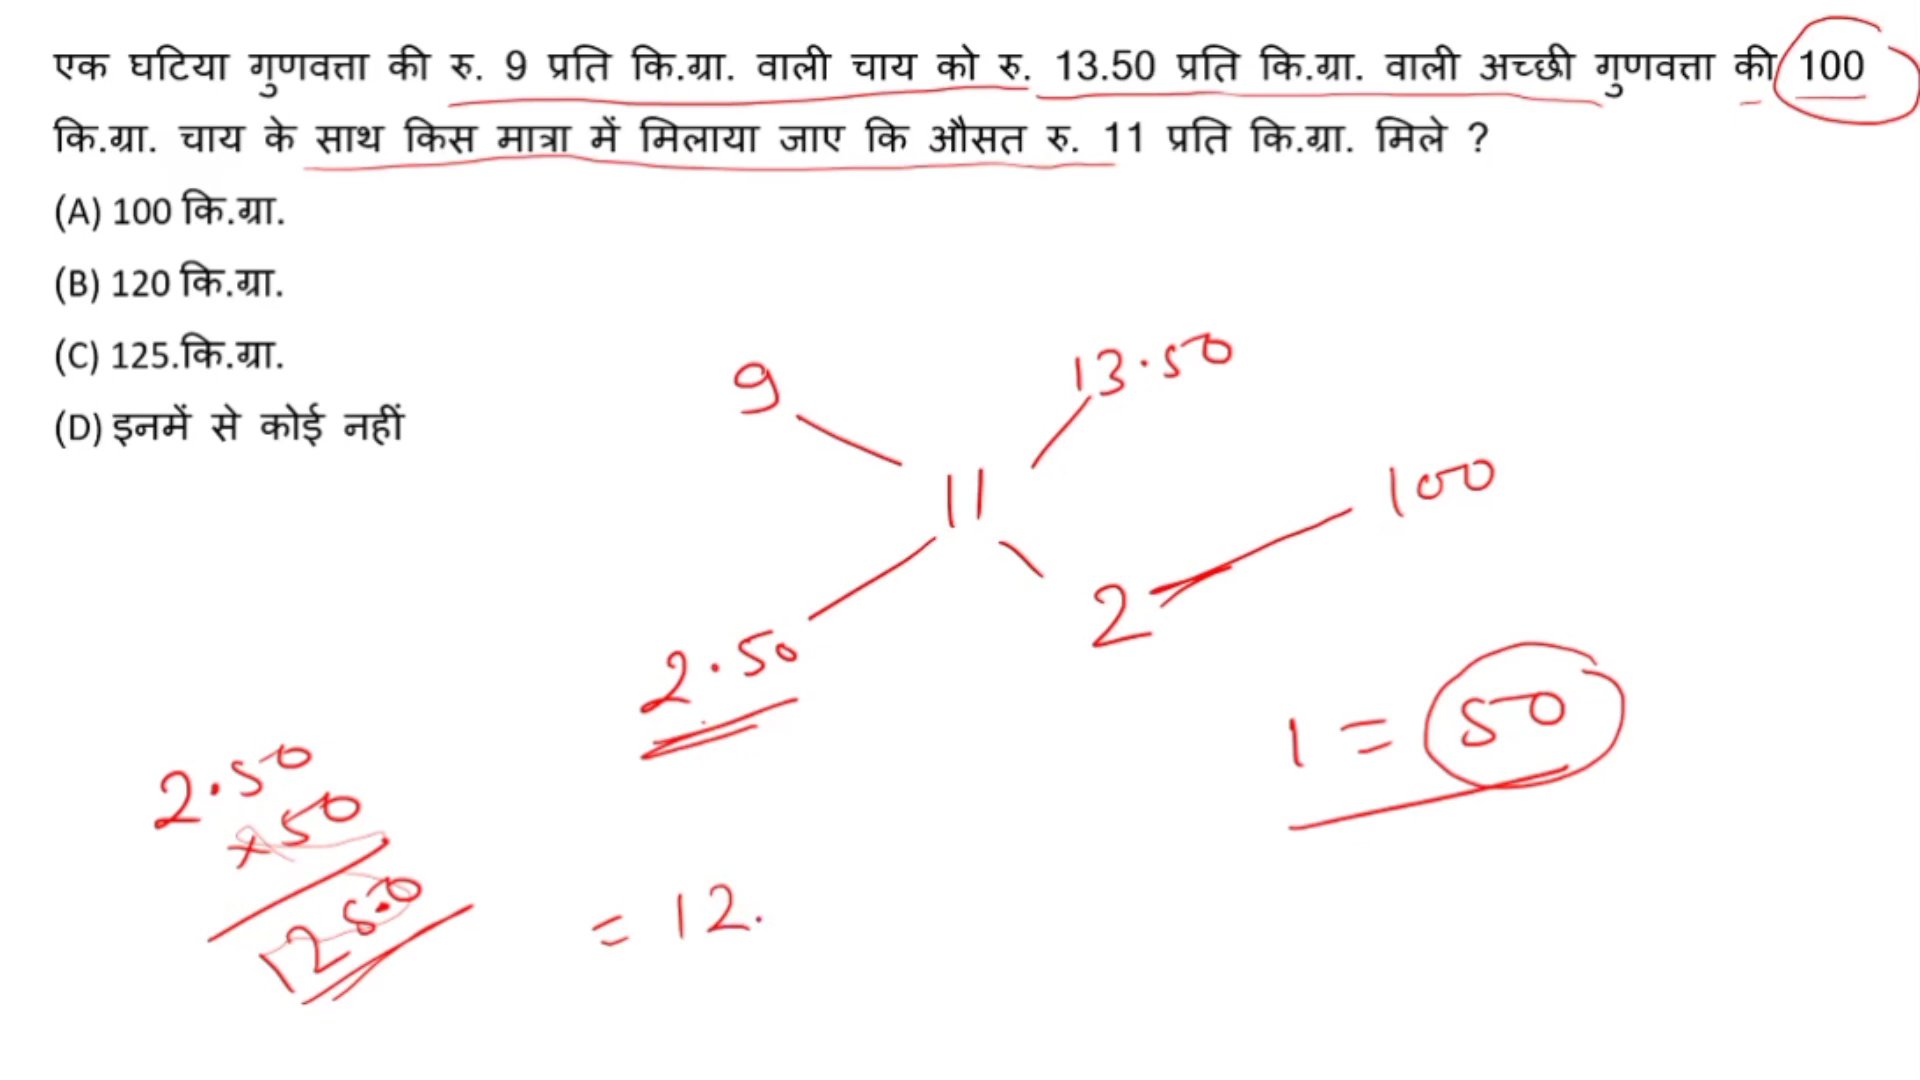 एक घटिया गुणवत्ता की रु. 9 प्रति कि.ग्रा. वाली चाय को रु. 13.50 प्रति कि.ग्रा. वाली अच्छी गुणवत्ता की 100
कि.ग्रा. चाय के साथ किस मात्रा में मिलाया जाए कि औसत रु. 11 प्रति कि.ग्रा. मिले ?
(A) 100 कि.ग्रा.
(B) 120 कि.ग्रा.
(C) 125.कि.ग्रा.
(D) इनमें से कोई नहीं
9 13.50
11 100
2.50 2
1 = 50
2.50
x 50
125.0
= 12.